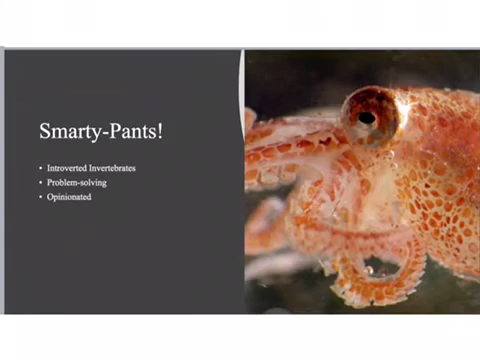 Smarty-Pants!
• Introverted Invertebrates
• Problem-solving
• Opinionated